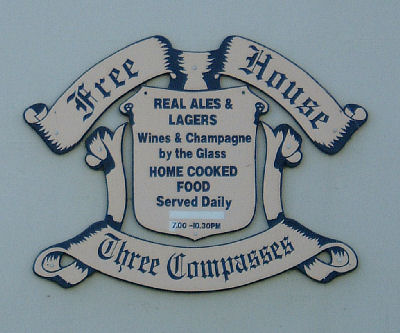 Free House
REAL ALES &
LAGERS
Wines & Champagne
by the Glass
HOME COOKED
FOOD
Served Daily
7.00 -10.30PM
Three Compasses